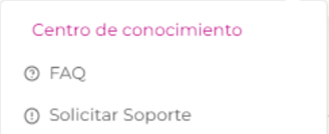 Centro de conocimiento
FAQ
Solicitar Soporte